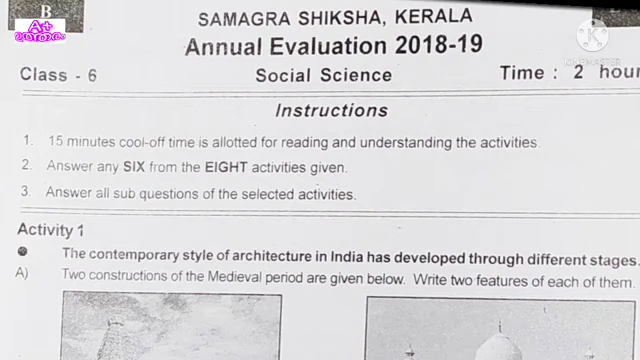 B
A+
SAMAGRA SHIKSHA, KERALA
Annual Evaluation 2018-19
Class - 6
Social Science
Time : 2 hour
Instructions
1. 15 minutes cool-off time is allotted for reading and understanding the activities.
2. Answer any SIX from the EIGHT activities given.
3. Answer all sub questions of the selected activities.
Activity 1
The contemporary style of architecture in India has developed through different stages.
A) Two constructions of the Medieval period are given below. Write two features of each of them.